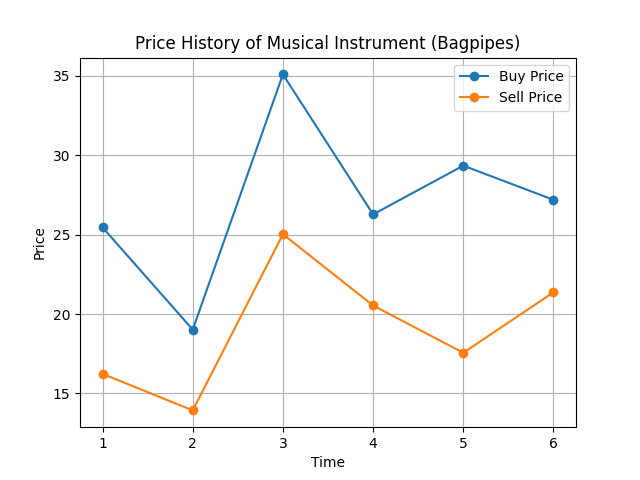 Price History of Musical Instrument (Bagpipes)
Buy Price
Sell Price
35
30
25
20
15
Price
1 2 3 4 5 6
Time